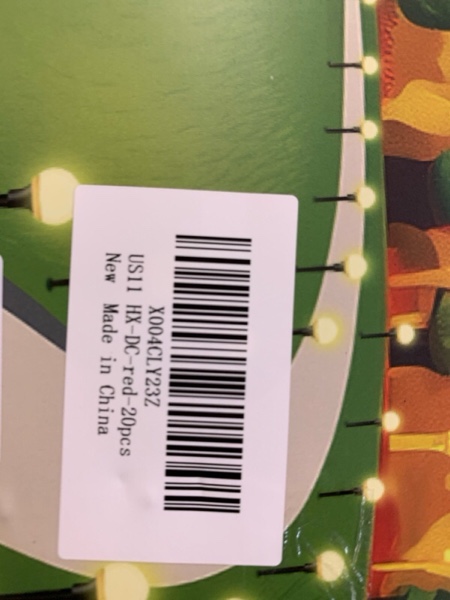 X004CLY23Z
US11 HX-DC-red-20pcs
New Made in China